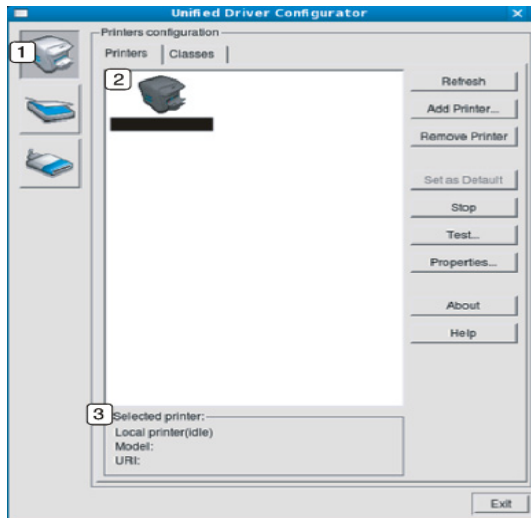 Unified Driver Configurator
1
Printers configuration
Printers
Classes
2
Refresh
Add Printer...
Remove Printer
Set as Default
Stop
Test...
Properties...
About
Help
3
Selected printer:
Local printer(idle)
Model:
URI:
Exit